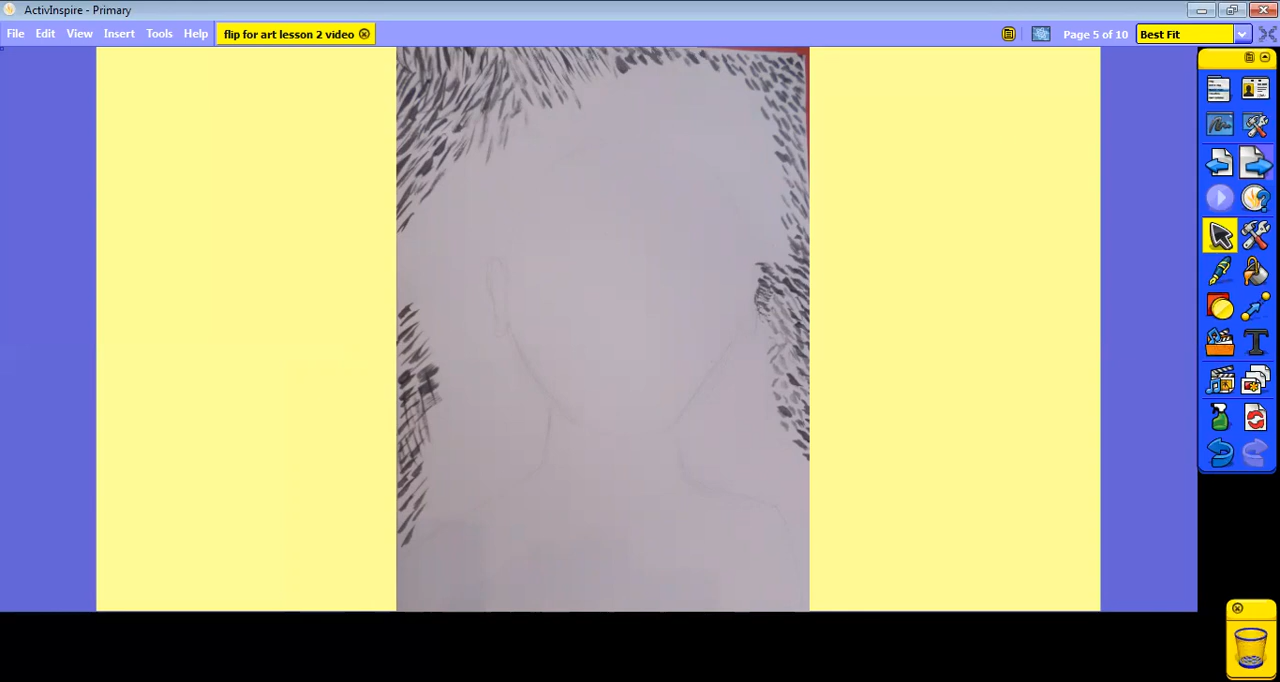 ActivInspire - Primary
File Edit View Insert Tools Help flip for art lesson 2 video Page 5 of 10 Best Fit